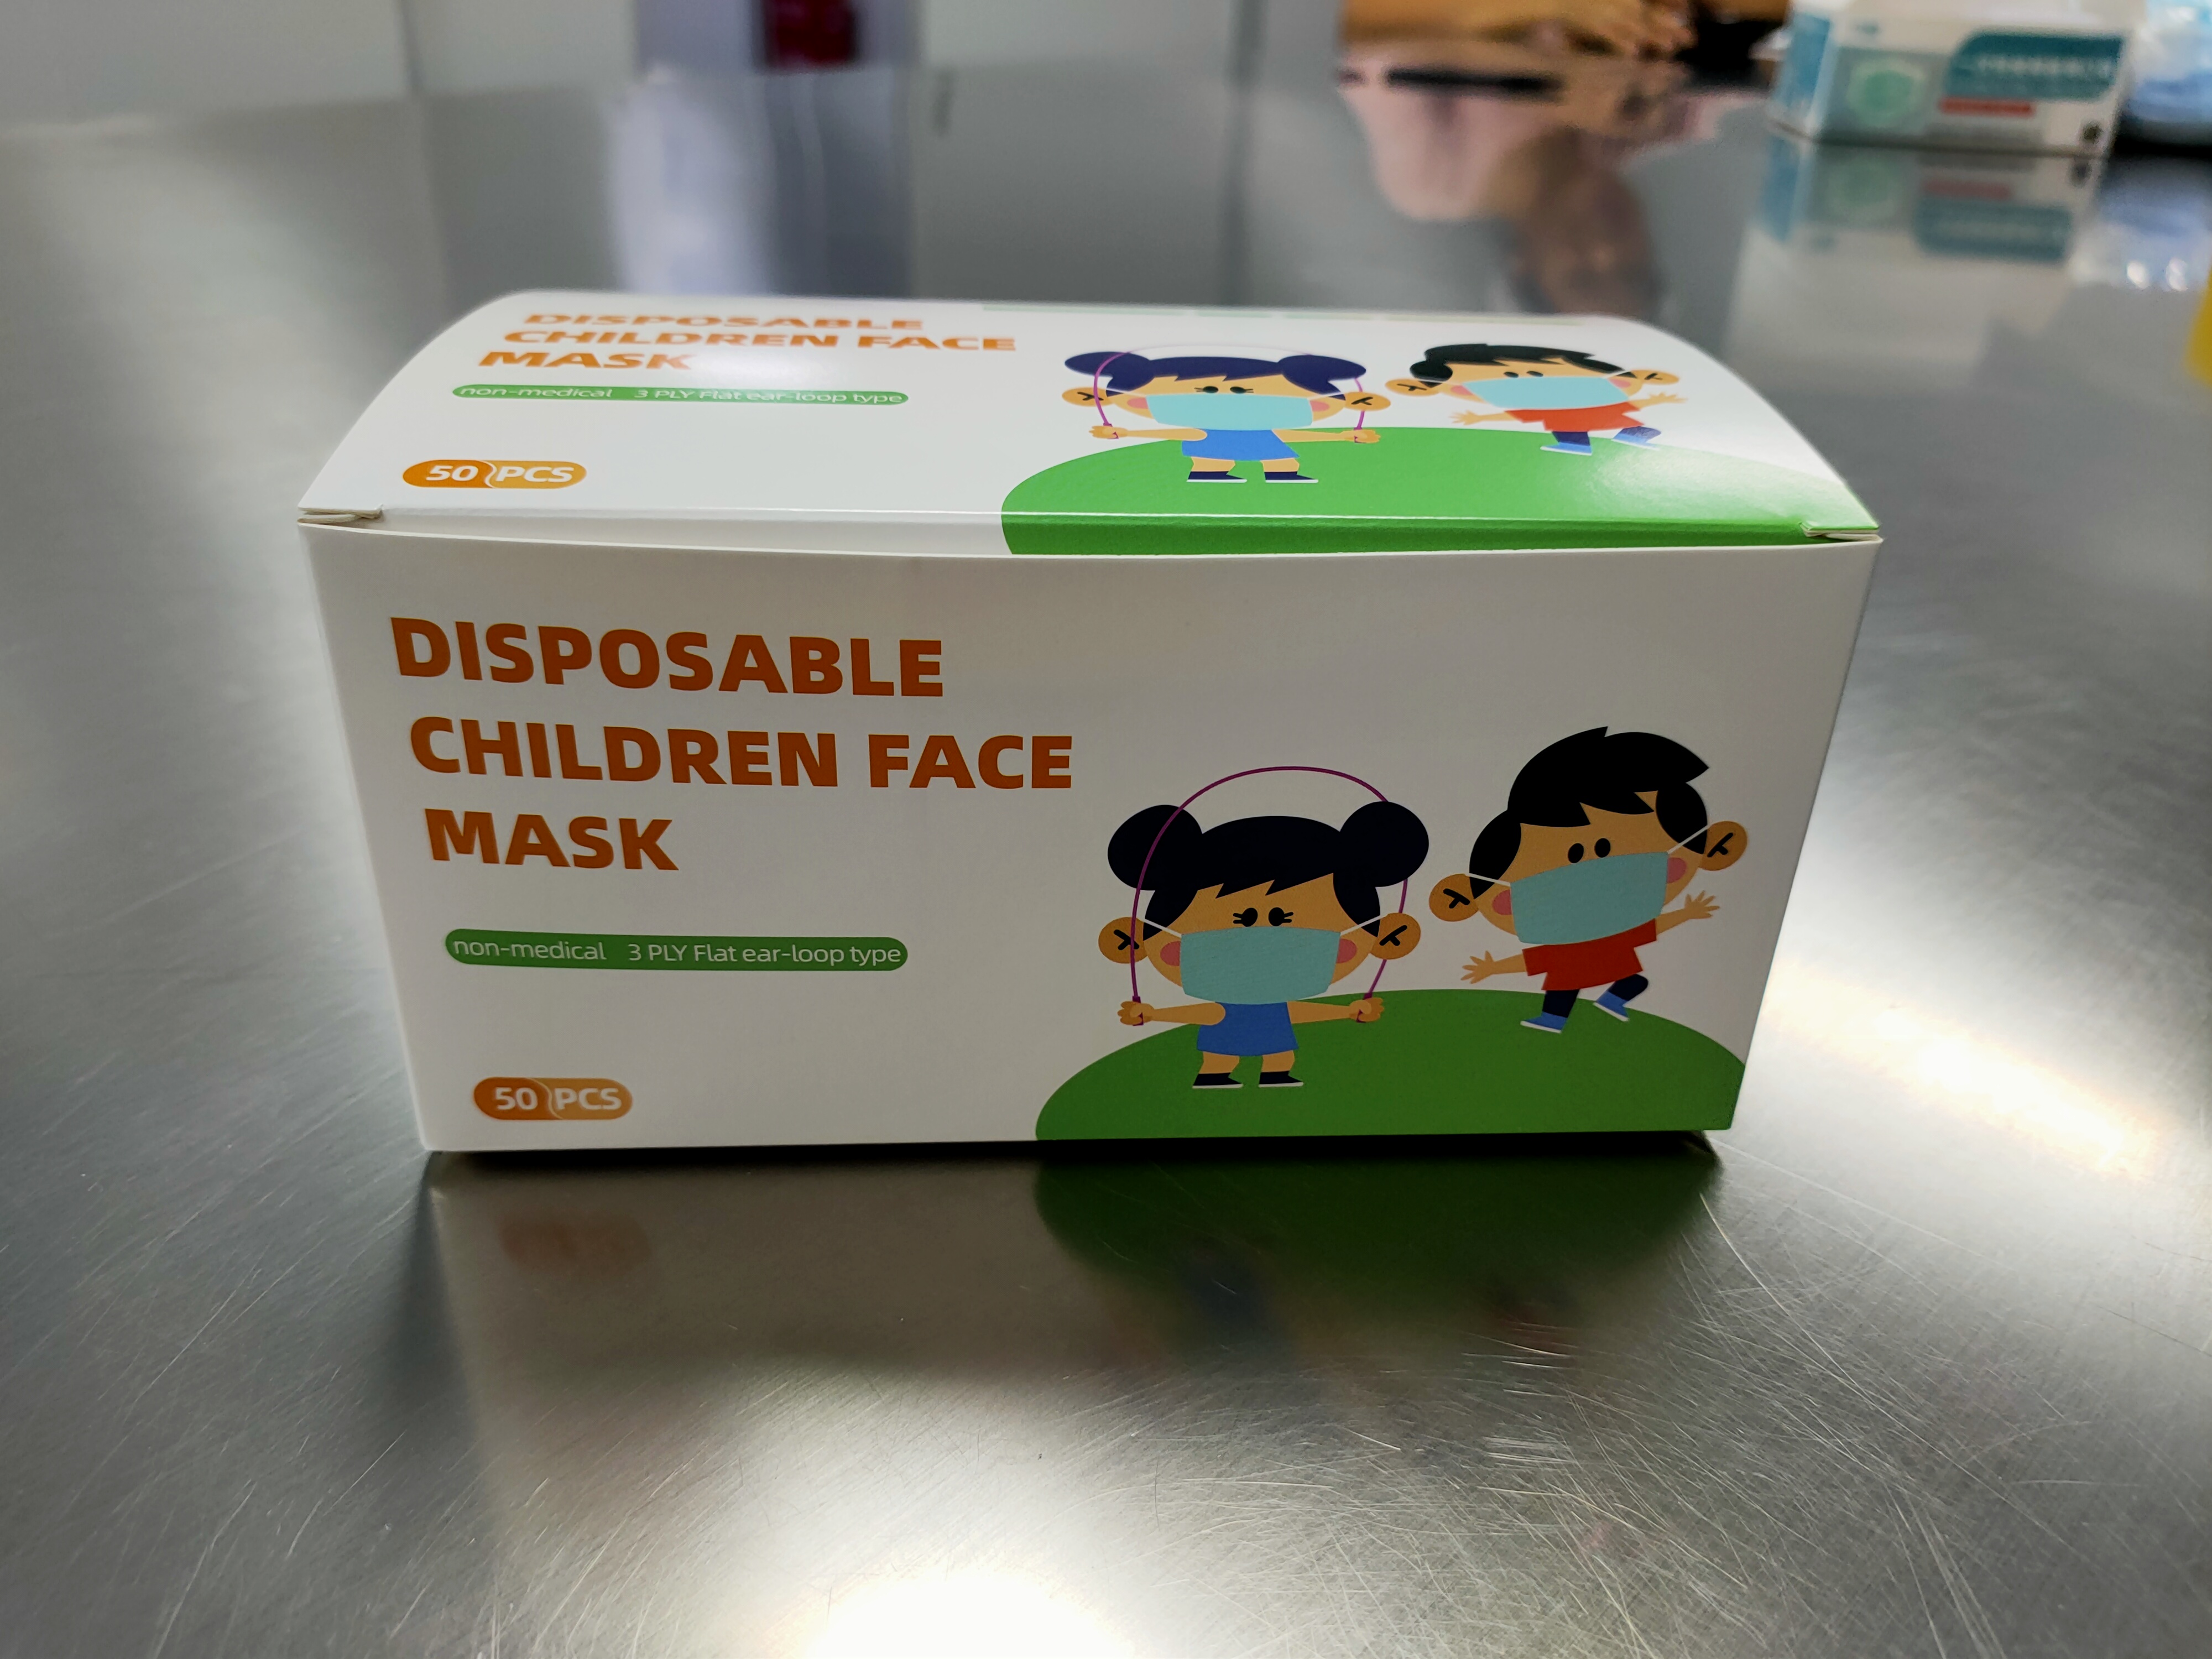 DISPOSABLE
CHILDREN FACE
MASK
non-medical 3 PLY Flat ear-loop type
50 PCS
DISPOSABLE
CHILDREN FACE
MASK
non-medical 3 PLY Flat ear-loop type
50 PCS